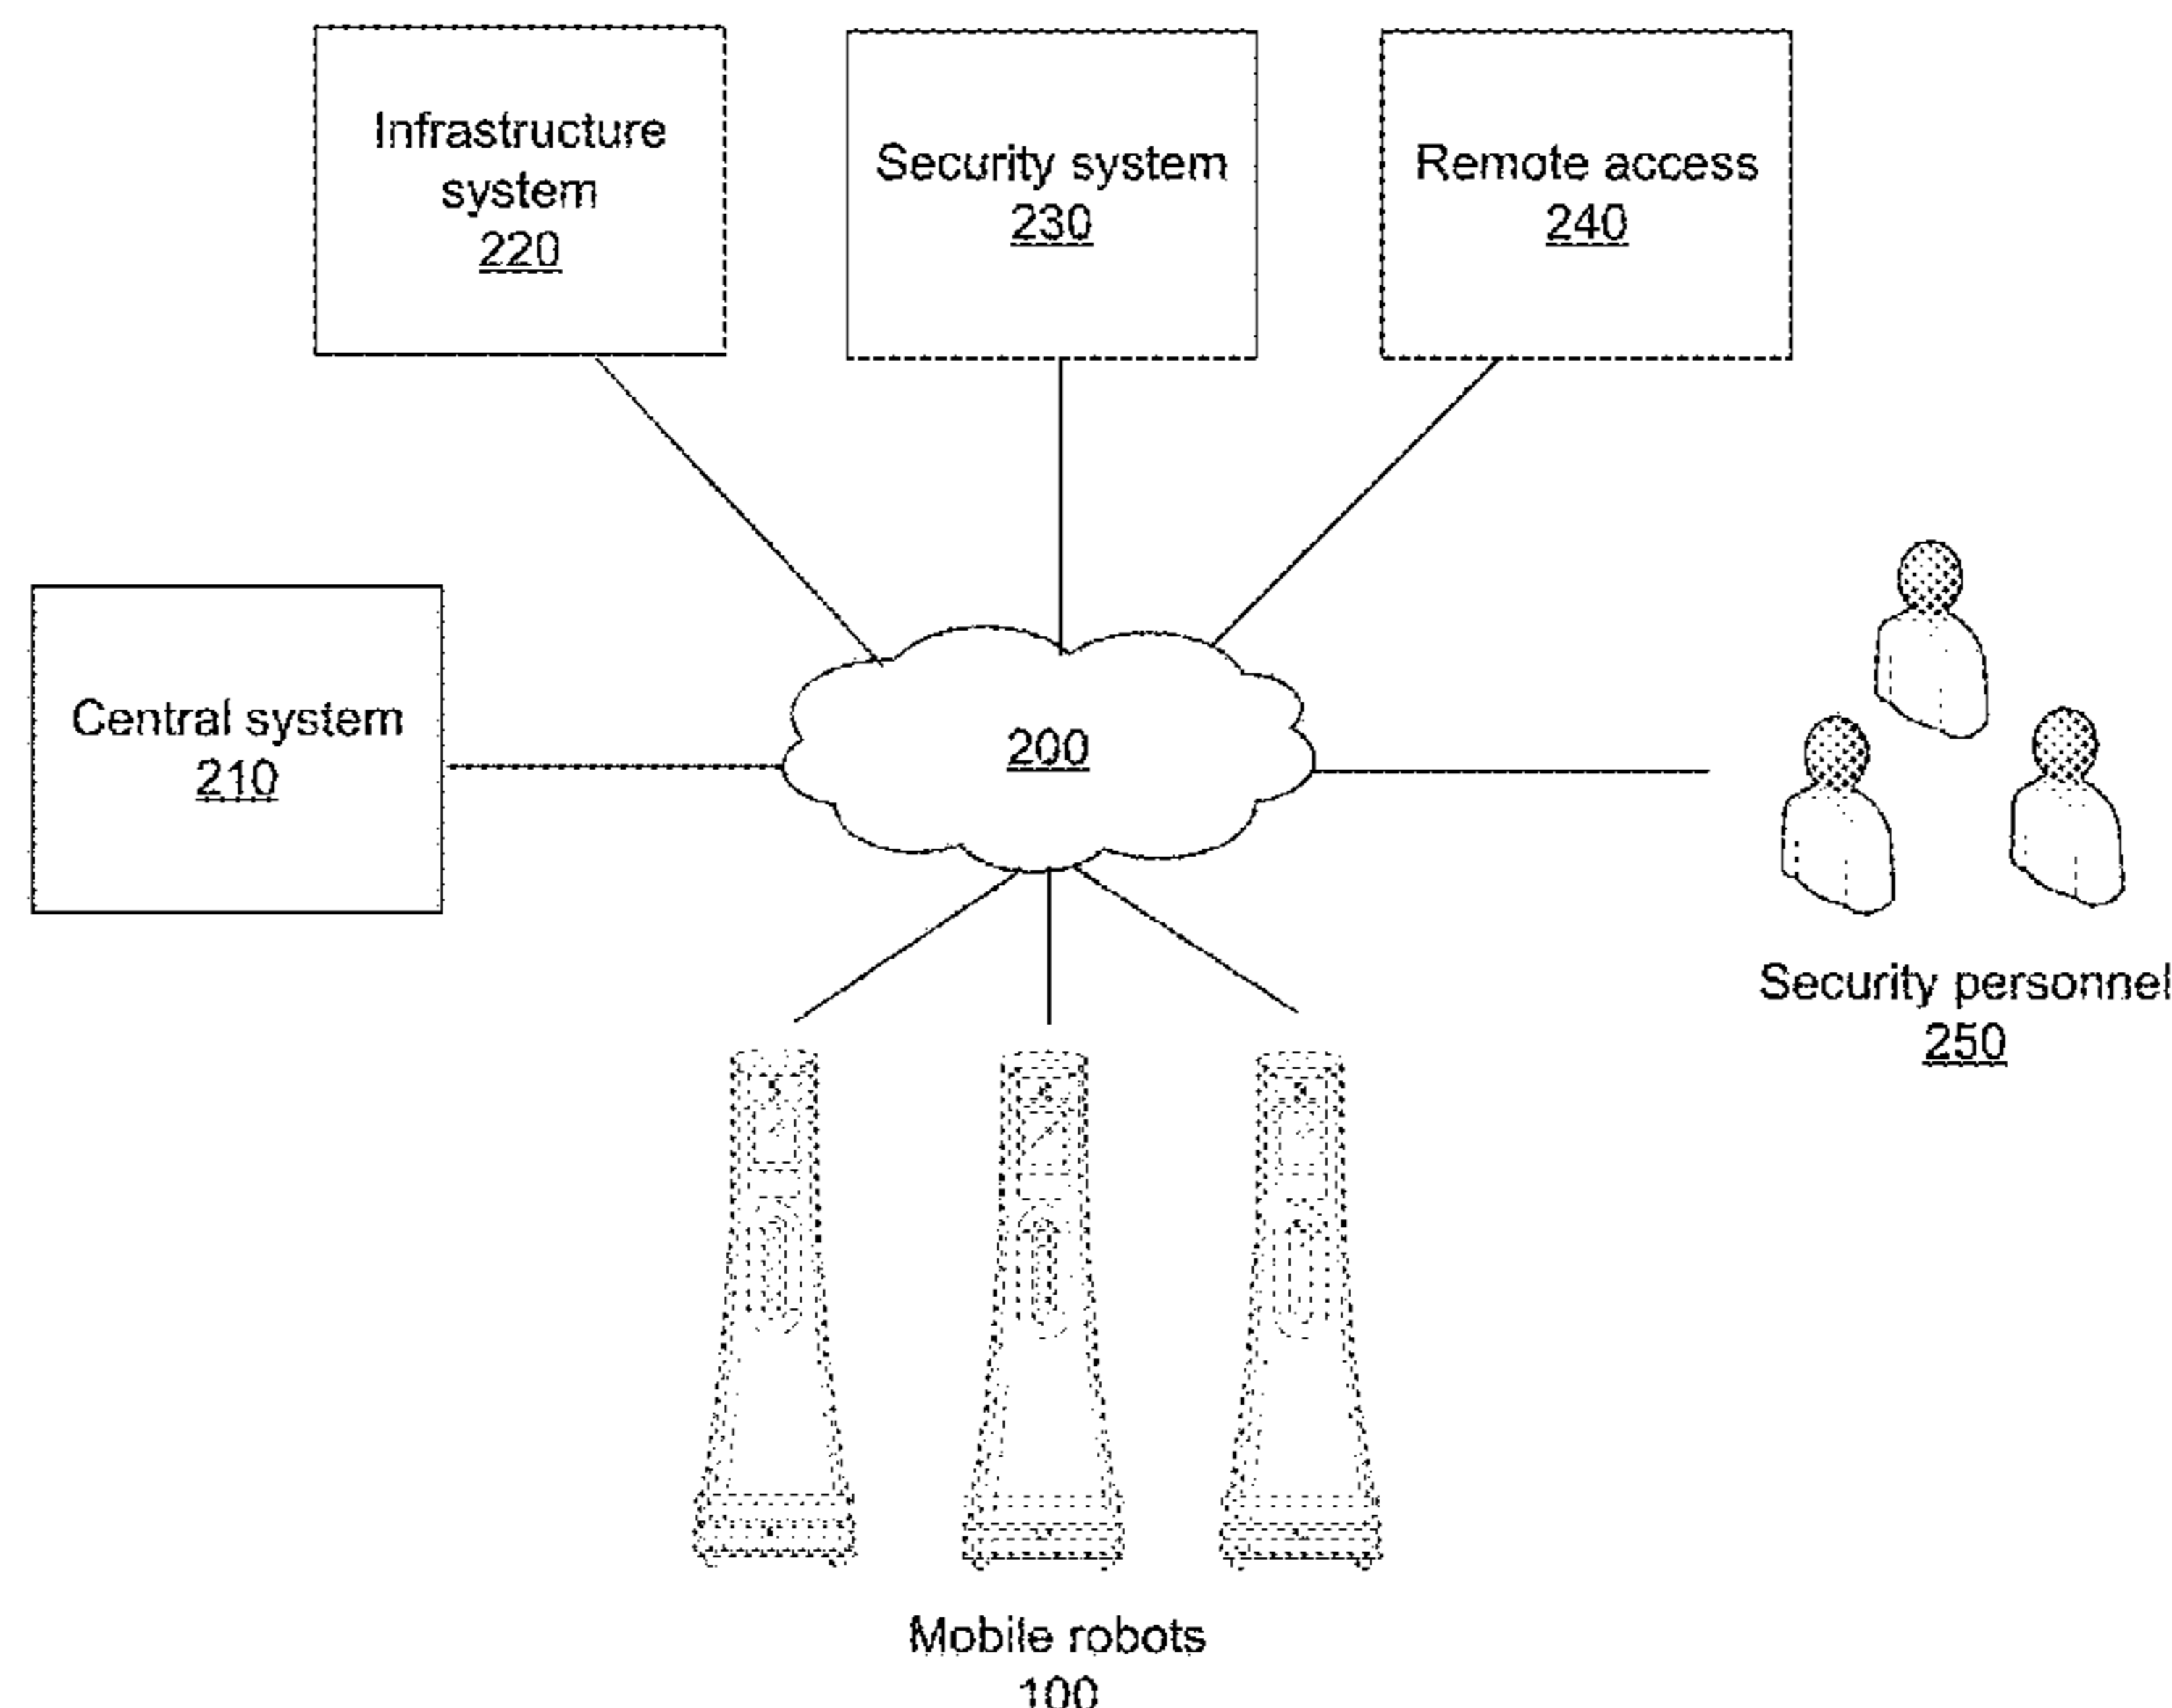 Infrastructure
system
220
Security system
230
Remote access
240
Central system
210
200
Security personnel
250
Mobile robots
100